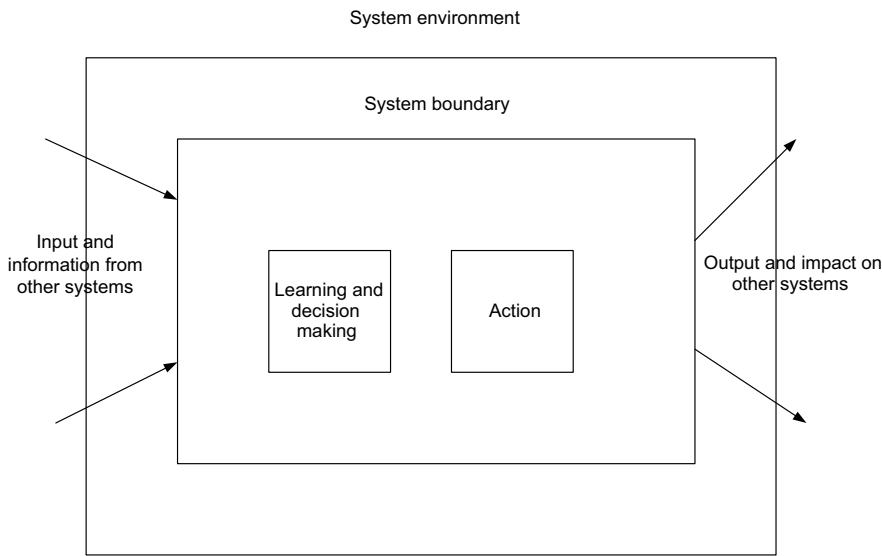 System environment
System boundary
Input and
information from
other systems
Learning and
decision
making
Action
Output and impact on
other systems